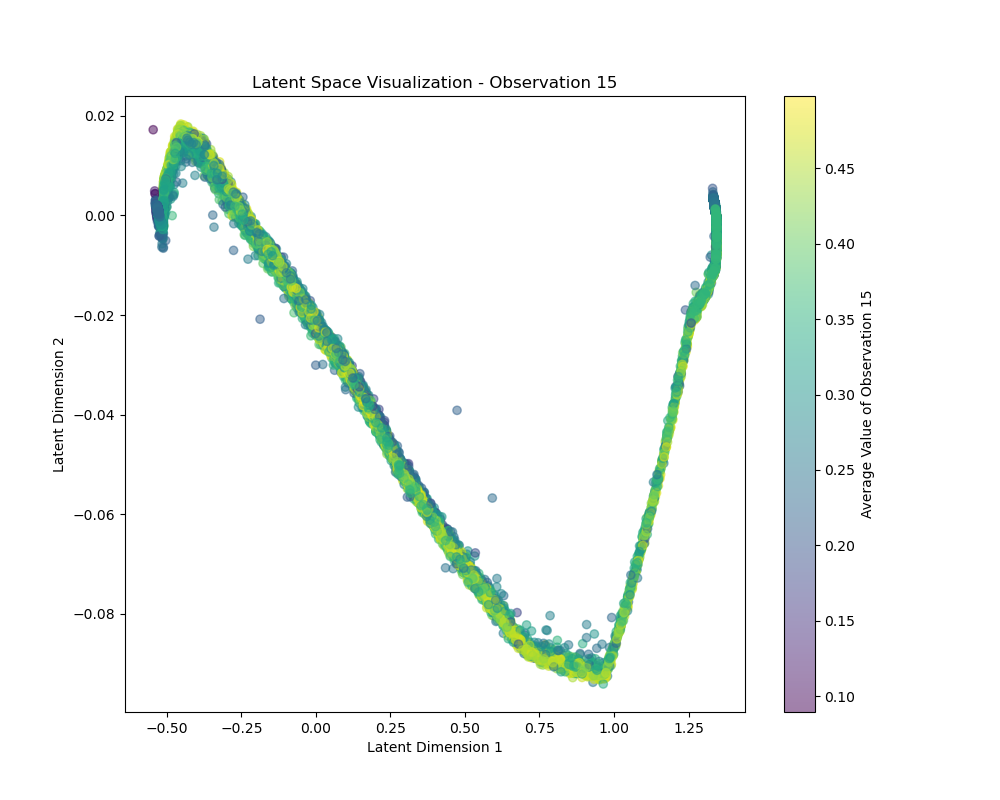 Latent Space Visualization - Observation 15
0.02
0.00
−0.02
−0.04
−0.06
−0.08
Latent Dimension 2
−0.50 −0.25 0.00 0.25 0.50 0.75 1.00 1.25
Latent Dimension 1
0.45
0.40
0.35
0.30
0.25
0.20
0.15
0.10
Average Value of Observation 15